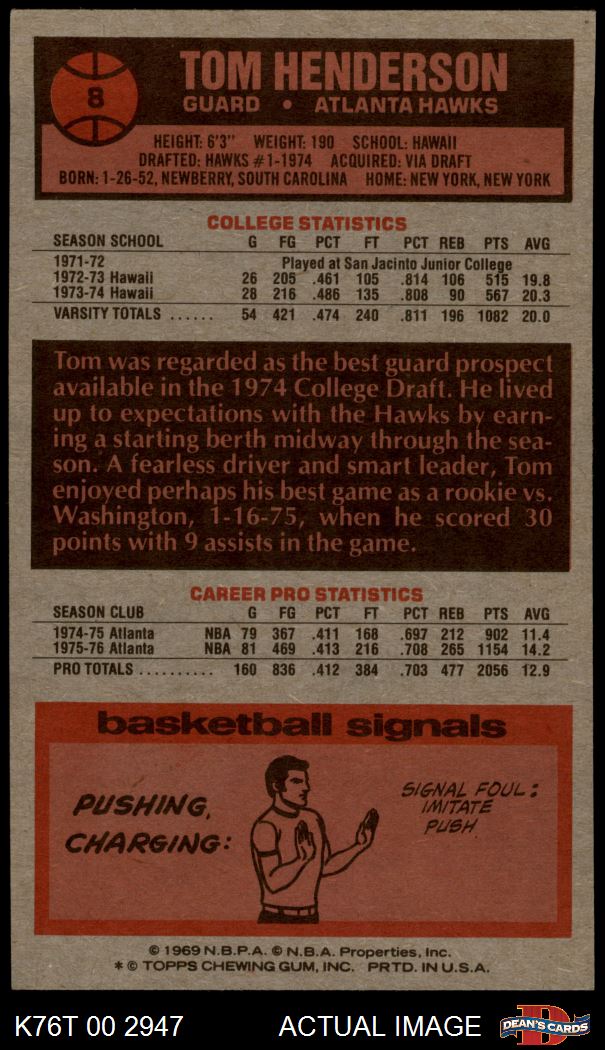 8
TOM HENDERSON
GUARD • ATLANTA HAWKS
HEIGHT: 6'3" WEIGHT: 190 SCHOOL: HAWAII
DRAFTED: HAWKS #1-1974 ACQUIRED: VIA DRAFT
BORN: 1-26-52, NEWBERRY, SOUTH CAROLINA HOME: NEW YORK, NEW YORK
COLLEGE STATISTICS
SEASON SCHOOL G FG PCT FT PCT REB PTS AVG
1971-72 Played at San Jacinto Junior College
1972-73 Hawaii 26 205 .461 105 .814 106 515 19.8
1973-74 Hawaii 28 216 .486 135 .808 90 567 20.3
VARSITY TOTALS ...... 54 421 .474 240 .811 196 1082 20.0
Tom was regarded as the best guard prospect
available in the 1974 College Draft. He lived
up to expectations with the Hawks by earn-
ing a starting berth midway through the sea-
son. A fearless driver and smart leader, Tom
enjoyed perhaps his best game as a rookie vs.
Washington, 1-16-75, when he scored 30
points with 9 assists in the game.
CAREER PRO STATISTICS
SEASON CLUB G FG PCT FT PCT REB PTS AVG
1974-75 Atlanta NBA 79 367 .411 168 .697 212 902 11.4
1975-76 Atlanta NBA 81 469 .413 216 .708 265 1154 14.2
PRO TOTALS .......... 160 836 .412 384 .703 477 2056 12.9
basketball signals
PUSHING,
CHARGING:
SIGNAL FOUL:
IMITATE
PUSH.
© 1969 N.B.P.A. © N.B.A. Properties, Inc.
* © TOPPS CHEWING GUM, INC. PRTD. IN U.S.A.
K76T 00 2947 ACTUAL IMAGE D DEAN'S CARDS